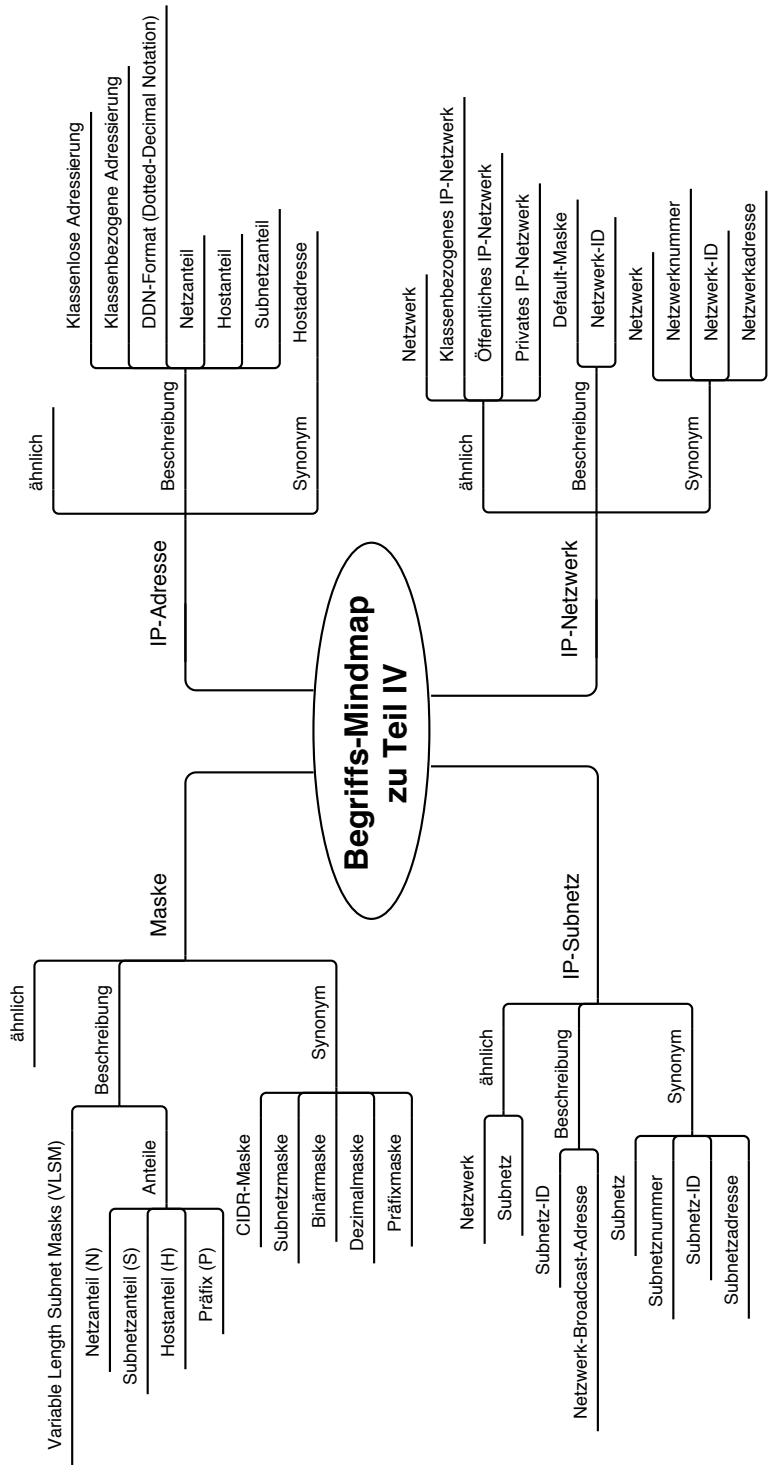 Begriffs-Mindmap
zu Teil IV
Maske
ähnlich
Beschreibung
Variable Length Subnet Masks (VLSM)
Anteile
Netzanteil (N)
Subnetzanteil (S)
Hostanteil (H)
Präfix (P)
Synonym
CIDR-Maske
Subnetzmaske
Binärmaske
Dezimalmaske
Präfixmaske
IP-Adresse
ähnlich
Beschreibung
Klassenlose Adressierung
Klassenbezogene Adressierung
DDN-Format (Dotted-Decimal Notation)
Netzanteil
Hostanteil
Subnetzanteil
Synonym
Hostadresse
IP-Subnetz
ähnlich
Netzwerk
Subnetz
Beschreibung
Subnetz-ID
Netzwerk-Broadcast-Adresse
Synonym
Subnetz
Subnetznummer
Subnetz-ID
Subnetzadresse
IP-Netzwerk
ähnlich
Netzwerk
Klassenbezogenes IP-Netzwerk
Öffentliches IP-Netzwerk
Privates IP-Netzwerk
Beschreibung
Default-Maske
Netzwerk-ID
Synonym
Netzwerk
Netzwerknummer
Netzwerk-ID
Netzwerkadresse